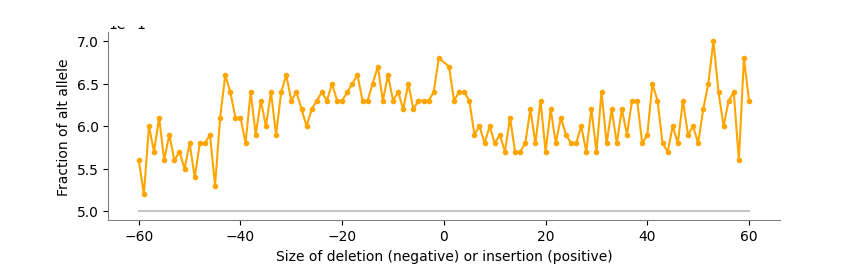 7.0
6.5
6.0
5.5
5.0
Fraction of alt allele
−60 −40 −20 0 20 40 60
Size of deletion (negative) or insertion (positive)